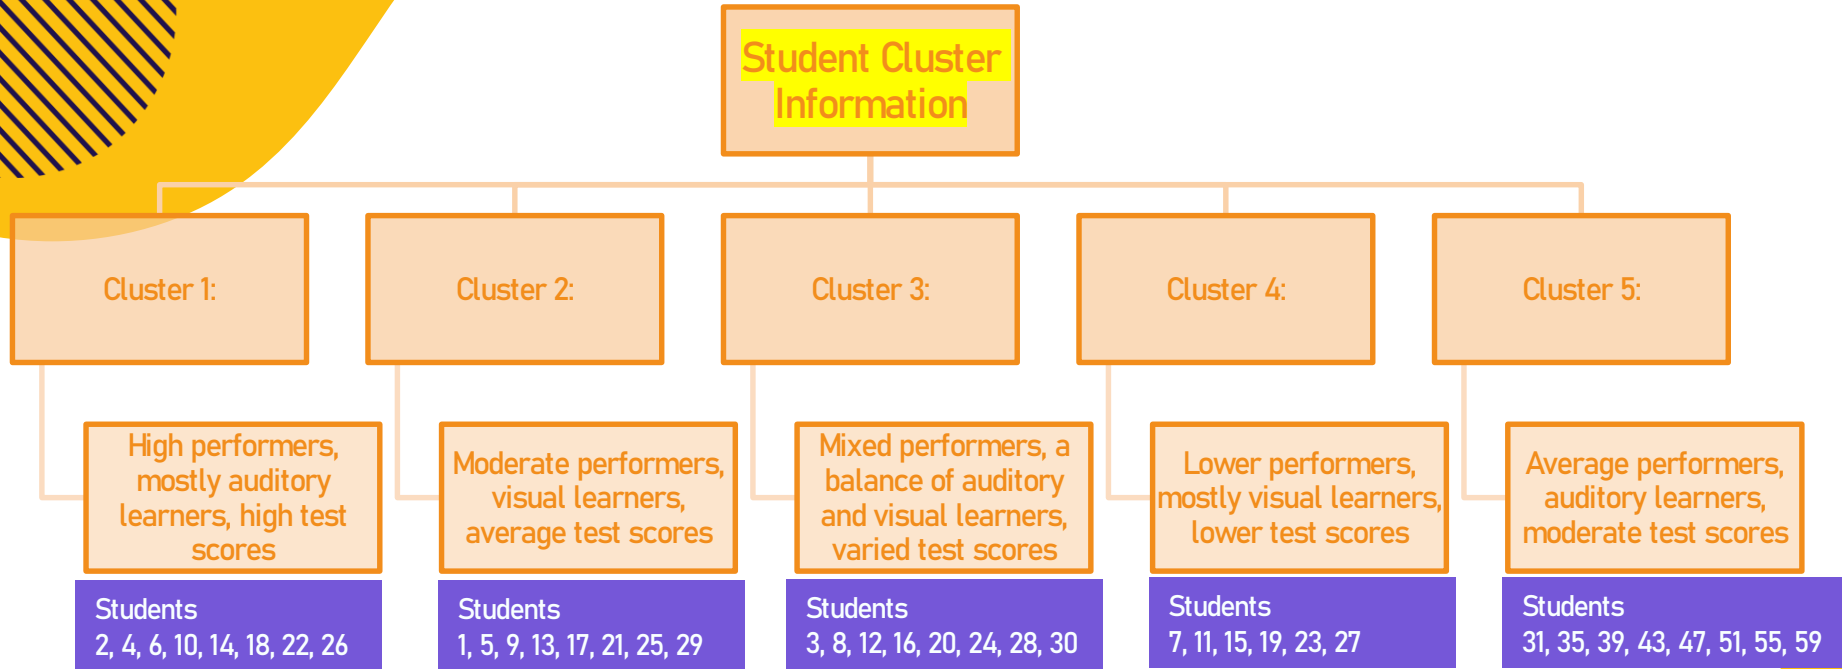 Student Cluster
Information
Cluster 1:
Cluster 2:
Cluster 3:
Cluster 4:
Cluster 5:
High performers,
mostly auditory
learners, high test
scores
Moderate performers,
visual learners,
average test scores
Mixed performers, a
balance of auditory
and visual learners,
varied test scores
Lower performers,
mostly visual learners,
lower test scores
Average performers,
auditory learners,
moderate test scores
Students
2, 4, 6, 10, 14, 18, 22, 26
Students
1, 5, 9, 13, 17, 21, 25, 29
Students
3, 8, 12, 16, 20, 24, 28, 30
Students
7, 11, 15, 19, 23, 27
Students
31, 35, 39, 43, 47, 51, 55, 59